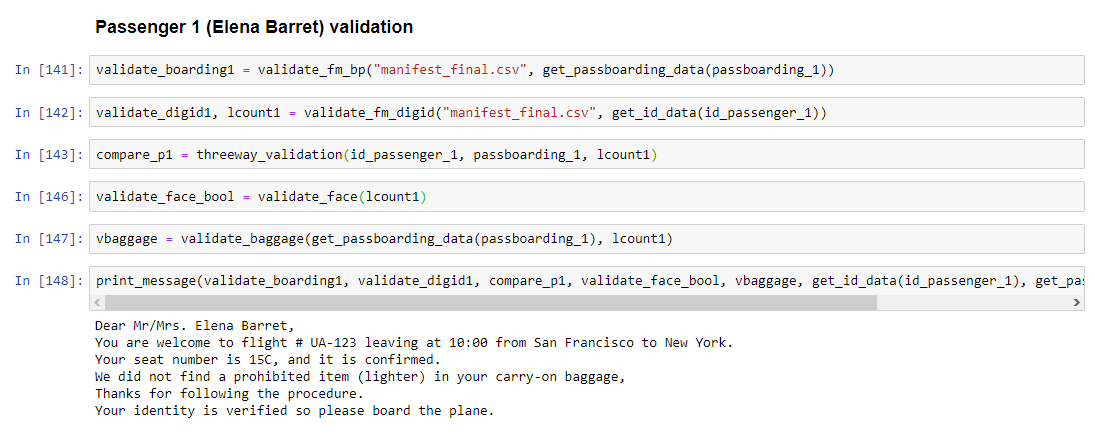 Passenger 1 (Elena Barret) validation
In [141]: validate_boarding1 = validate_fm_bp("manifest_final.csv", get_passboarding_data(passboarding_1))
In [142]: validate_digid1, lcount1 = validate_fm_digid("manifest_final.csv", get_id_data(id_passenger_1))
In [143]: compare_p1 = threeway_validation(id_passenger_1, passboarding_1, lcount1)
In [146]: validate_face_bool = validate_face(lcount1)
In [147]: vbaggage = validate_baggage(get_passboarding_data(passboarding_1), lcount1)
In [148]: print_message(validate_boarding1, validate_digid1, compare_p1, validate_face_bool, vbaggage, get_id_data(id_passenger_1), get_pas
Dear Mr/Mrs. Elena Barret,
You are welcome to flight # UA-123 leaving at 10:00 from San Francisco to New York.
Your seat number is 15C, and it is confirmed.
We did not find a prohibited item (lighter) in your carry-on baggage,
Thanks for following the procedure.
Your identity is verified so please board the plane.